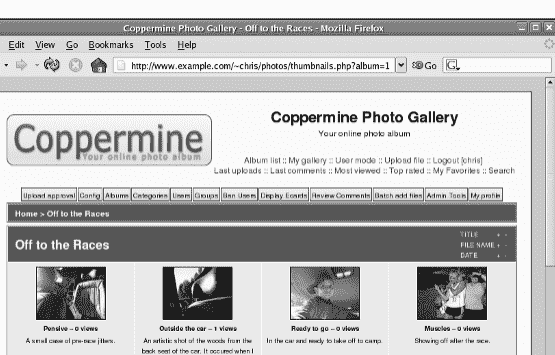 Coppermine Photo Gallery - Off to the Races - Mozilla Firefox
Edit View Go Bookmarks Tools Help
http://www.example.com/~chris/photos/thumbnails.php?album=1 Go G
Coppermine
Your online photo album
Coppermine Photo Gallery
Your online photo album
Album list :: My gallery :: User mode :: Upload file :: Logout [chris]
Last uploads :: Last comments :: Most viewed :: Top rated :: My Favorites :: Search
Upload approval Config Albums Categories Users Groups Ban Users Display Ecards Review Comments Batch add files Admin Tools My profile
Home > Off to the Races
Off to the Races
TITLE + -
FILE NAME + -
DATE + -
Pensive – 0 views
A small case of pre-race jitters.
Outside the car – 1 views
An artistic shot of the woods from the
back seat of the car. It occured when I
Ready to go – 0 views
In the car and ready to take off to camp.
Muscles – 0 views
Showing off after the race.